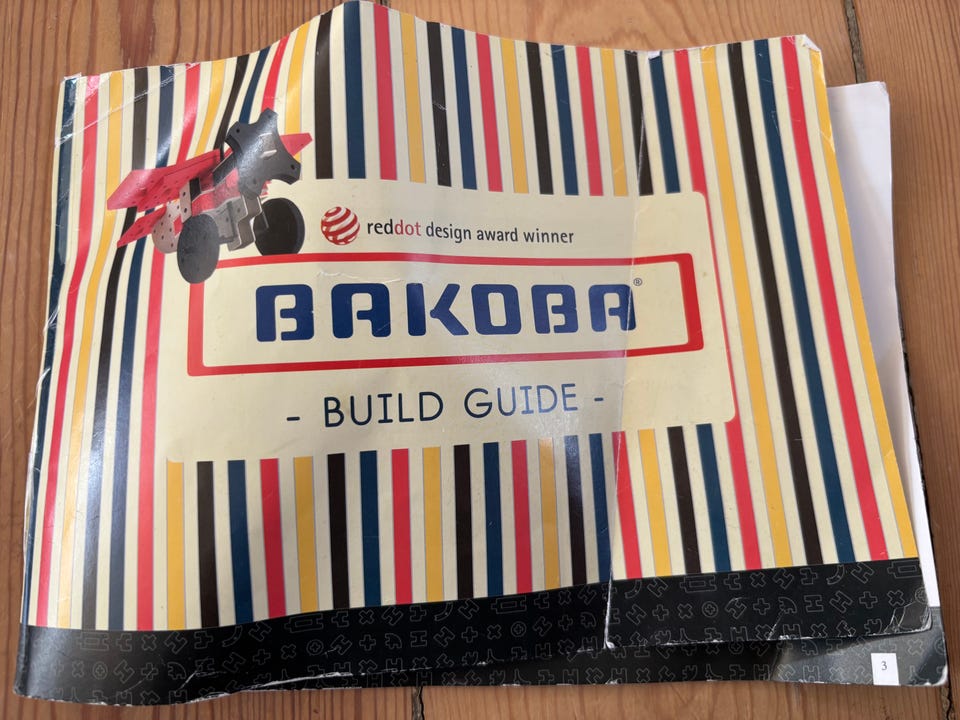 reddot design award winner
BAKOBA®
- BUILD GUIDE -
3